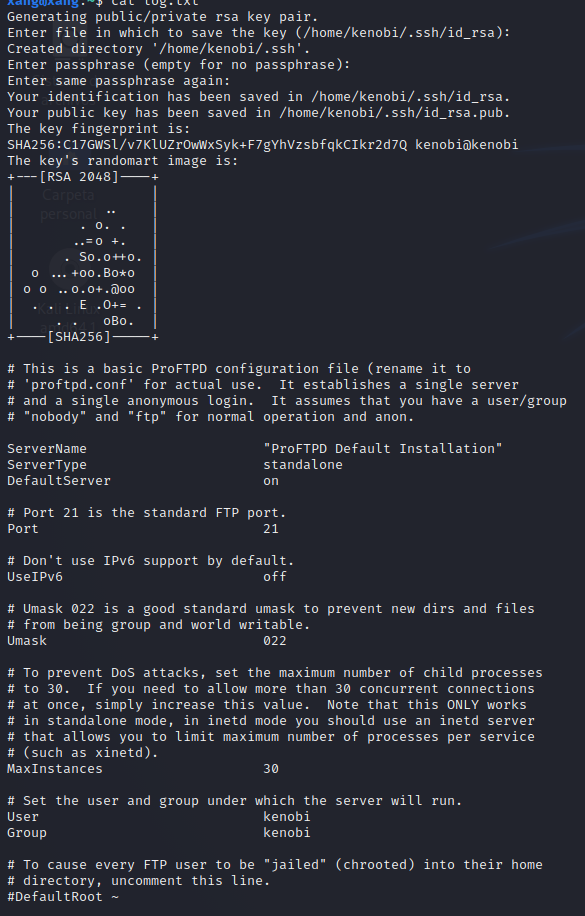 xang@xang:~$ cat log.txt
Generating public/private rsa key pair.
Enter file in which to save the key (/home/kenobi/.ssh/id_rsa):
Created directory '/home/kenobi/.ssh'.
Enter passphrase (empty for no passphrase):
Enter same passphrase again:
Your identification has been saved in /home/kenobi/.ssh/id_rsa.
Your public key has been saved in /home/kenobi/.ssh/id_rsa.pub.
The key fingerprint is:
SHA256:C17GWSl/v7KlUZrOwWxSyk+F7gYhVzsbfqkCIkr2d7Q kenobi@kenobi
The key's randomart image is:
+---[RSA 2048]----+
|                 |
|           ..    |
|        . o. .   |
|       ..=o +.   |
|      . So.o++o. |
|  o ...+oo.Bo*o  |
| o o ..o.o+.@oo  |
|  . . . E .O+= . |
|     . .   oBo.  |
+----[SHA256]-----+
Carpeta
personal
# This is a basic ProFTPD configuration file (rename it to
# 'proftpd.conf' for actual use.  It establishes a single server
# and a single anonymous login.  It assumes that you have a user/group
# "nobody" and "ftp" for normal operation and anon.
ServerName                      "ProFTPD Default Installation"
ServerType                      standalone
DefaultServer                   on
# Port 21 is the standard FTP port.
Port                            21
# Don't use IPv6 support by default.
UseIPv6                         off
# Umask 022 is a good standard umask to prevent new dirs and files
# from being group and world writable.
Umask                           022
# To prevent DoS attacks, set the maximum number of child processes
# to 30.  If you need to allow more than 30 concurrent connections
# at once, simply increase this value.  Note that this ONLY works
# in standalone mode, in inetd mode you should use an inetd server
# that allows you to limit maximum number of processes per service
# (such as xinetd).
MaxInstances                    30
# Set the user and group under which the server will run.
User                            kenobi
Group                           kenobi
# To cause every FTP user to be "jailed" (chrooted) into their home
# directory, uncomment this line.
#DefaultRoot ~